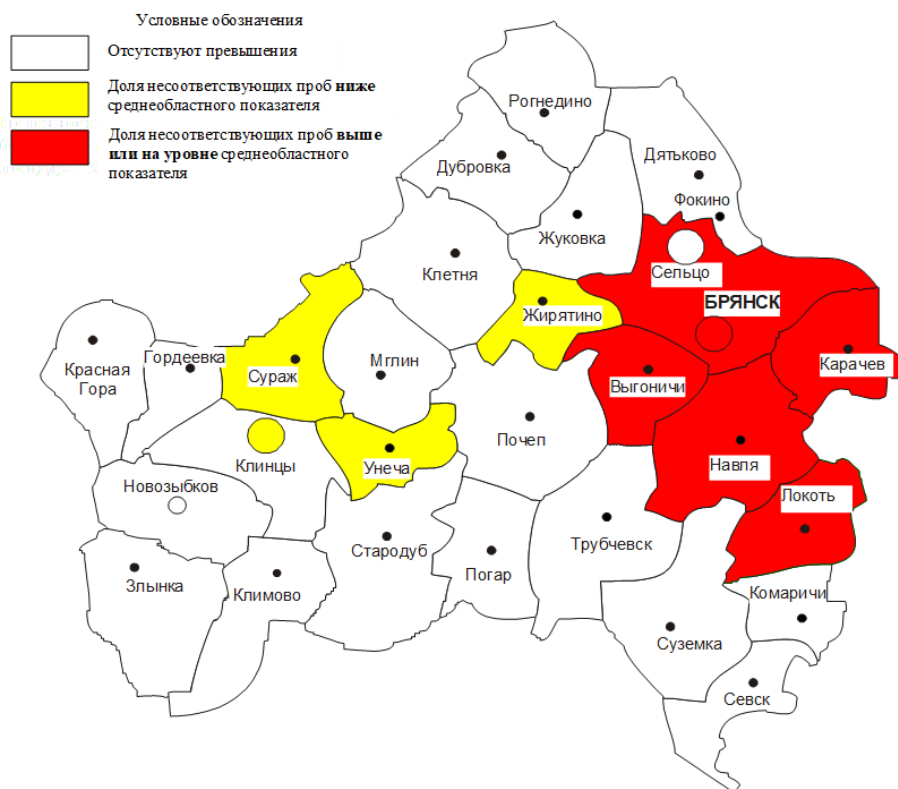 Условные обозначения
Отсутствуют превышения
Доля несоответствующих проб ниже
среднеобластного показателя
Доля несоответствующих проб выше
или на уровне среднеобластного
показателя
Рогнедино
Дубровка
Дятьково
Фокино
Жуковка
Клетня
Сельцо
БРЯНСК
Жирятино
Карачев
Гордеевка
Красная
Гора
Сураж
Мглин
Выгоничи
Почеп
Клинцы
Унеча
Навля
Новозыбков
Локоть
Стародуб
Трубчевск
Погар
Злынка
Климово
Комаричи
Суземка
Севск